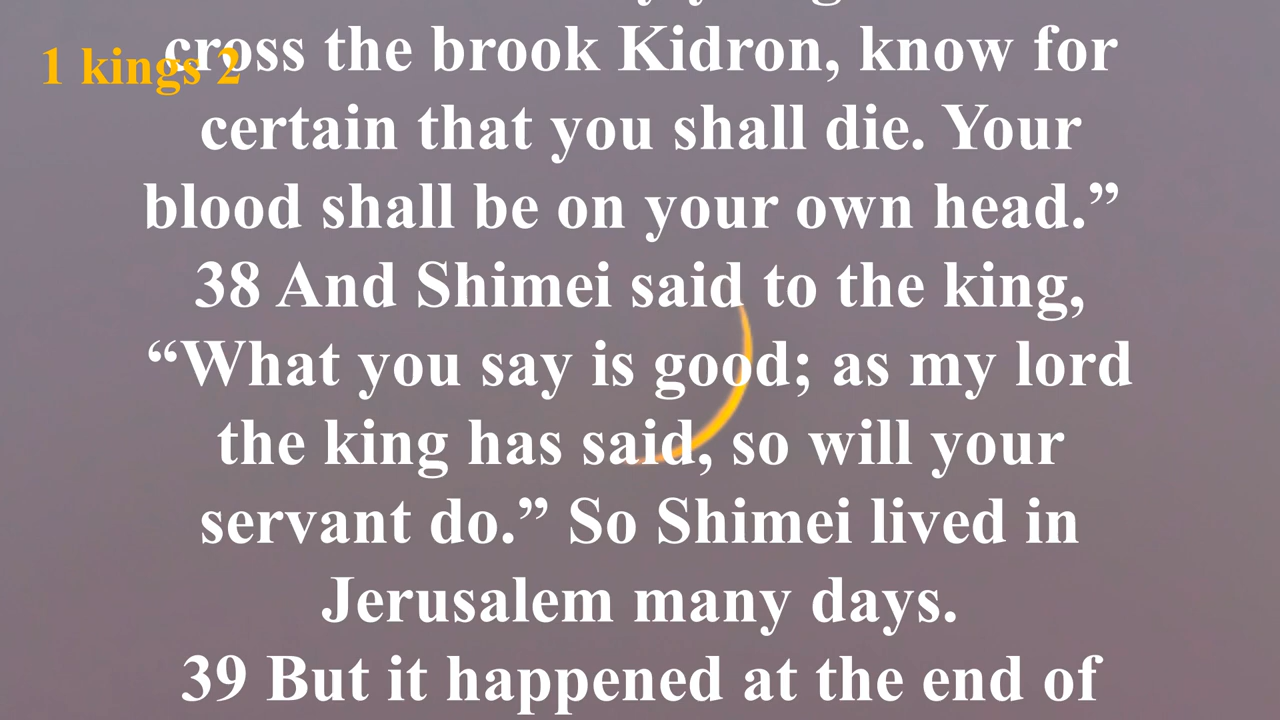 1 kings 2
cross the brook Kidron, know for
certain that you shall die. Your
blood shall be on your own head.”
38 And Shimei said to the king,
“What you say is good; as my lord
the king has said, so will your
servant do.” So Shimei lived in
Jerusalem many days.
39 But it happened at the end of